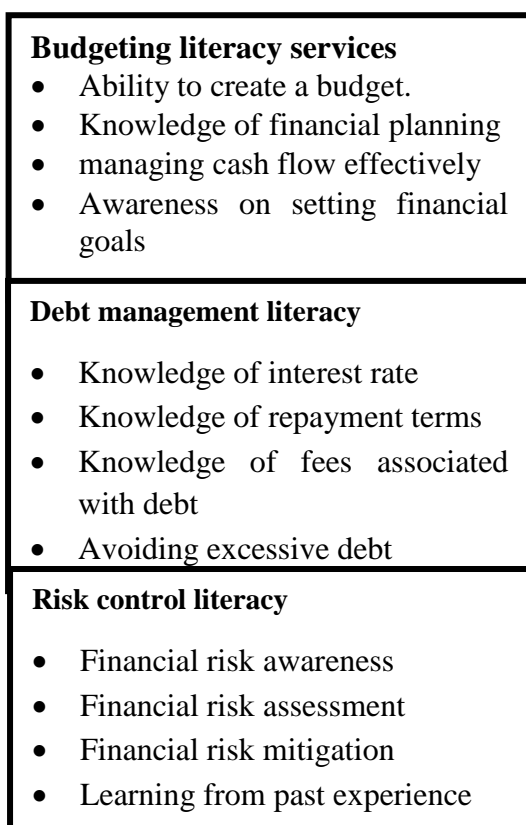 Budgeting literacy services
• Ability to create a budget.
• Knowledge of financial planning
• managing cash flow effectively
• Awareness on setting financial
goals
Debt management literacy
• Knowledge of interest rate
• Knowledge of repayment terms
• Knowledge of fees associated
with debt
• Avoiding excessive debt
Risk control literacy
• Financial risk awareness
• Financial risk assessment
• Financial risk mitigation
• Learning from past experience